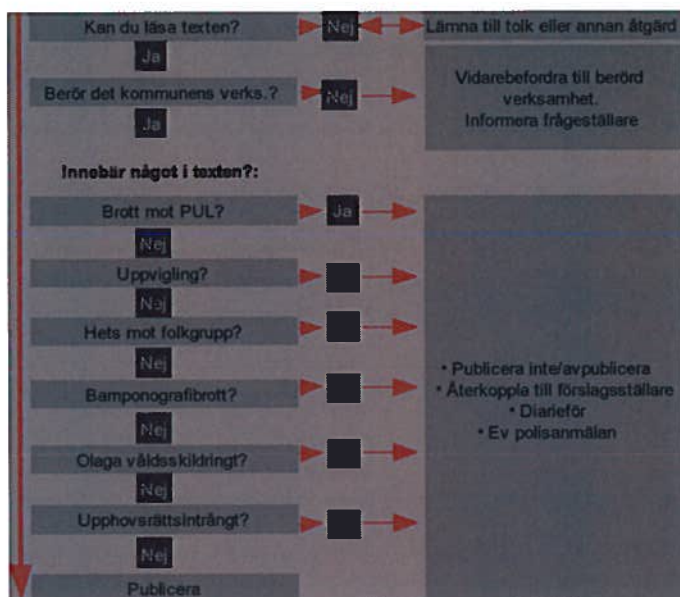 Kan du läsa texten?
Nej
Lämna till tolk eller annan åtgärd
Ja
Berör det kommunens verks.?
Nej
Vidarebefordra till berörd
verksamhet.
Informera frågeställare
Ja
Innebär något i texten?:
Brott mot PUL?
Ja
Nej
Uppvigling?
Nej
Hets mot folkgrupp?
Nej
Barnponografibrott?
Nej
Olaga våldsskildringt?
Nej
Upphovsrättsintrångt?
Nej
Publicera
• Publicera inte/avpublicera
• Återkoppla till förslagsställare
• Diarieför
• Ev polisanmälan